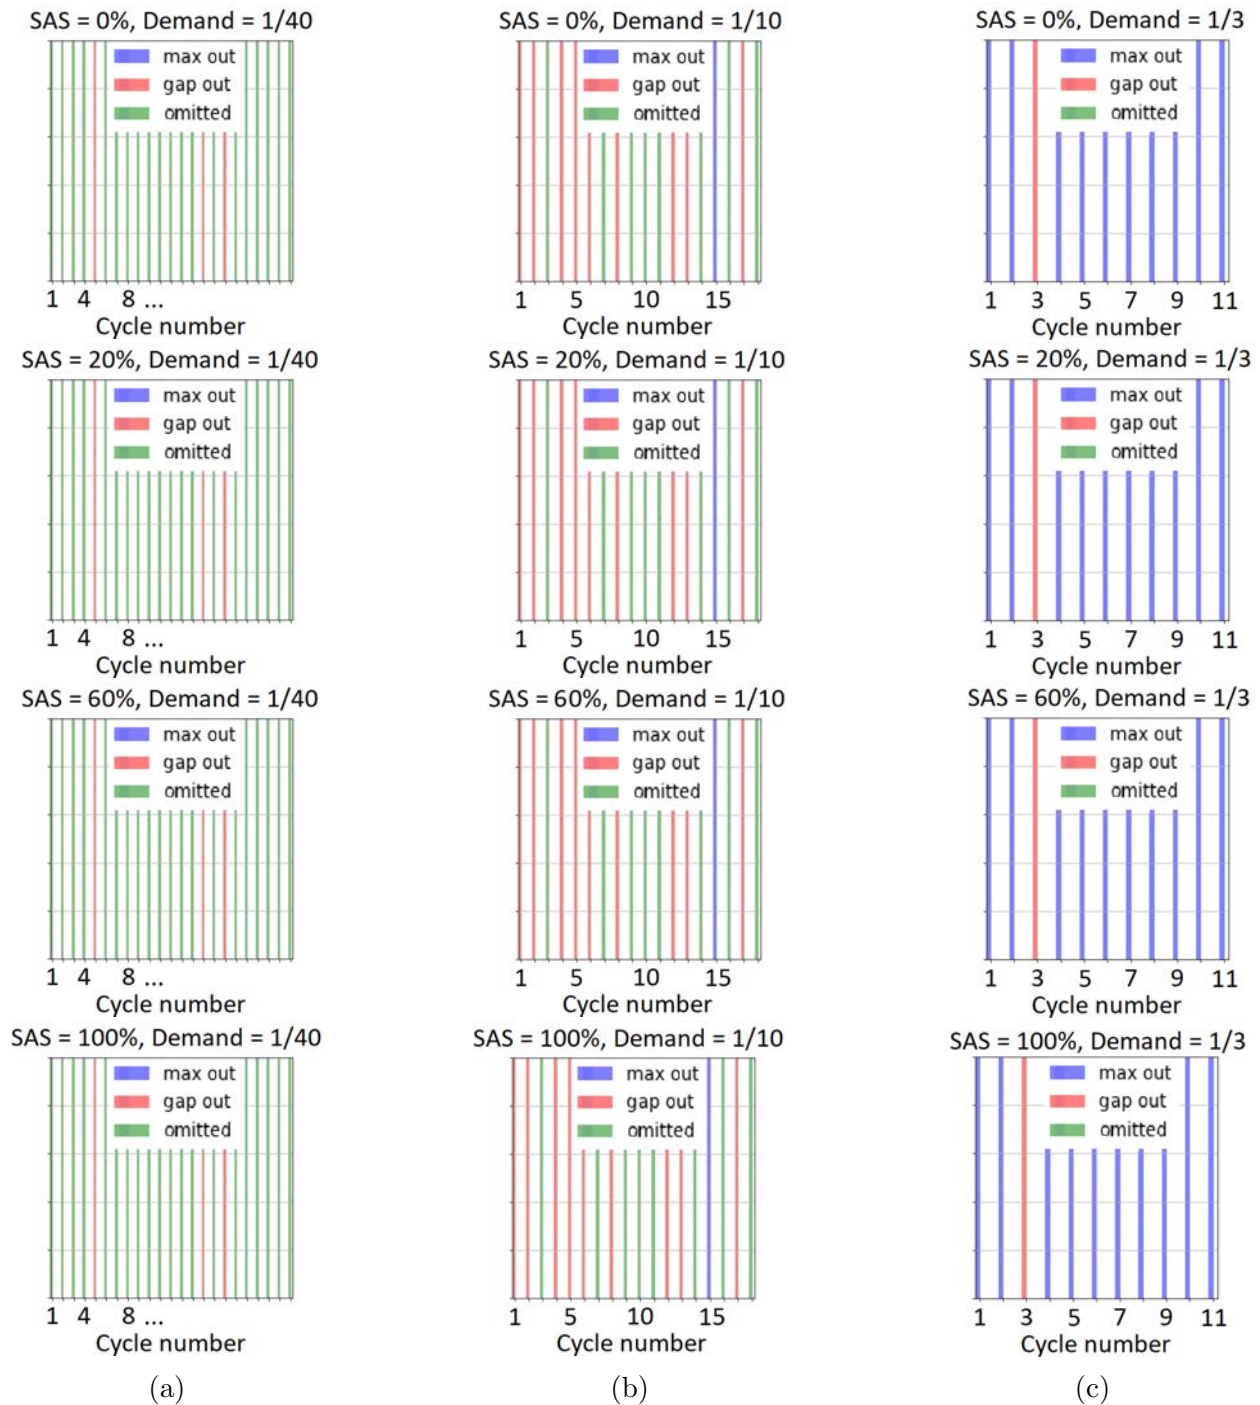 SAS = 0%, Demand = 1/40
max out
gap out
omitted
1 4 8 ...
Cycle number
SAS = 0%, Demand = 1/10
max out
gap out
omitted
1 5 10 15
Cycle number
SAS = 0%, Demand = 1/3
max out
gap out
omitted
1 3 5 7 9 11
Cycle number
SAS = 20%, Demand = 1/40
max out
gap out
omitted
1 4 8 ...
Cycle number
SAS = 20%, Demand = 1/10
max out
gap out
omitted
1 5 10 15
Cycle number
SAS = 20%, Demand = 1/3
max out
gap out
omitted
1 3 5 7 9 11
Cycle number
SAS = 60%, Demand = 1/40
max out
gap out
omitted
1 4 8 ...
Cycle number
SAS = 60%, Demand = 1/10
max out
gap out
omitted
1 5 10 15
Cycle number
SAS = 60%, Demand = 1/3
max out
gap out
omitted
1 3 5 7 9 11
Cycle number
SAS = 100%, Demand = 1/40
max out
gap out
omitted
1 4 8 ...
Cycle number
SAS = 100%, Demand = 1/10
max out
gap out
omitted
1 5 10 15
Cycle number
SAS = 100%, Demand = 1/3
max out
gap out
omitted
1 3 5 7 9 11
Cycle number
(a)
(b)
(c)